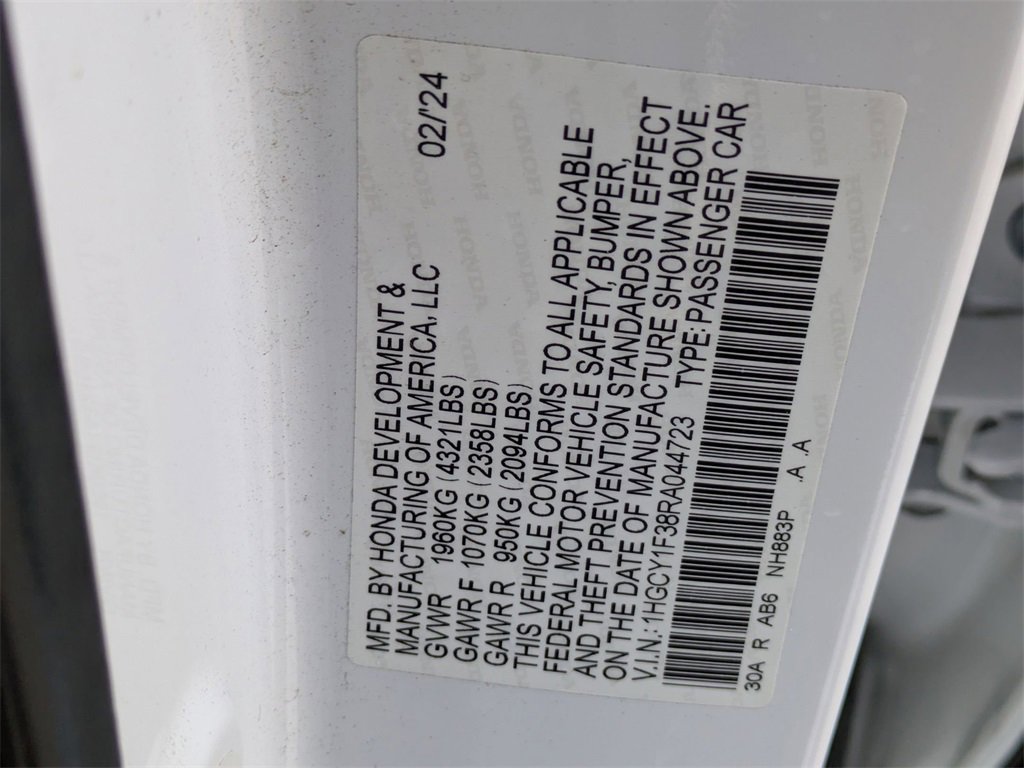 MFD. BY HONDA DEVELOPMENT &
MANUFACTURING OF AMERICA, LLC 02/'24
GVWR 1960KG (4321LBS)
GAWR F 1070KG (2358LBS)
GAWR R 950KG (2094LBS)
THIS VEHICLE CONFORMS TO ALL APPLICABLE
FEDERAL MOTOR VEHICLE SAFETY, BUMPER,
AND THEFT PREVENTION STANDARDS IN EFFECT
ON THE DATE OF MANUFACTURE SHOWN ABOVE.
V.I.N.: 1HGCY1F38RA044723 TYPE: PASSENGER CAR
30A R AB6 NH883P .A .A